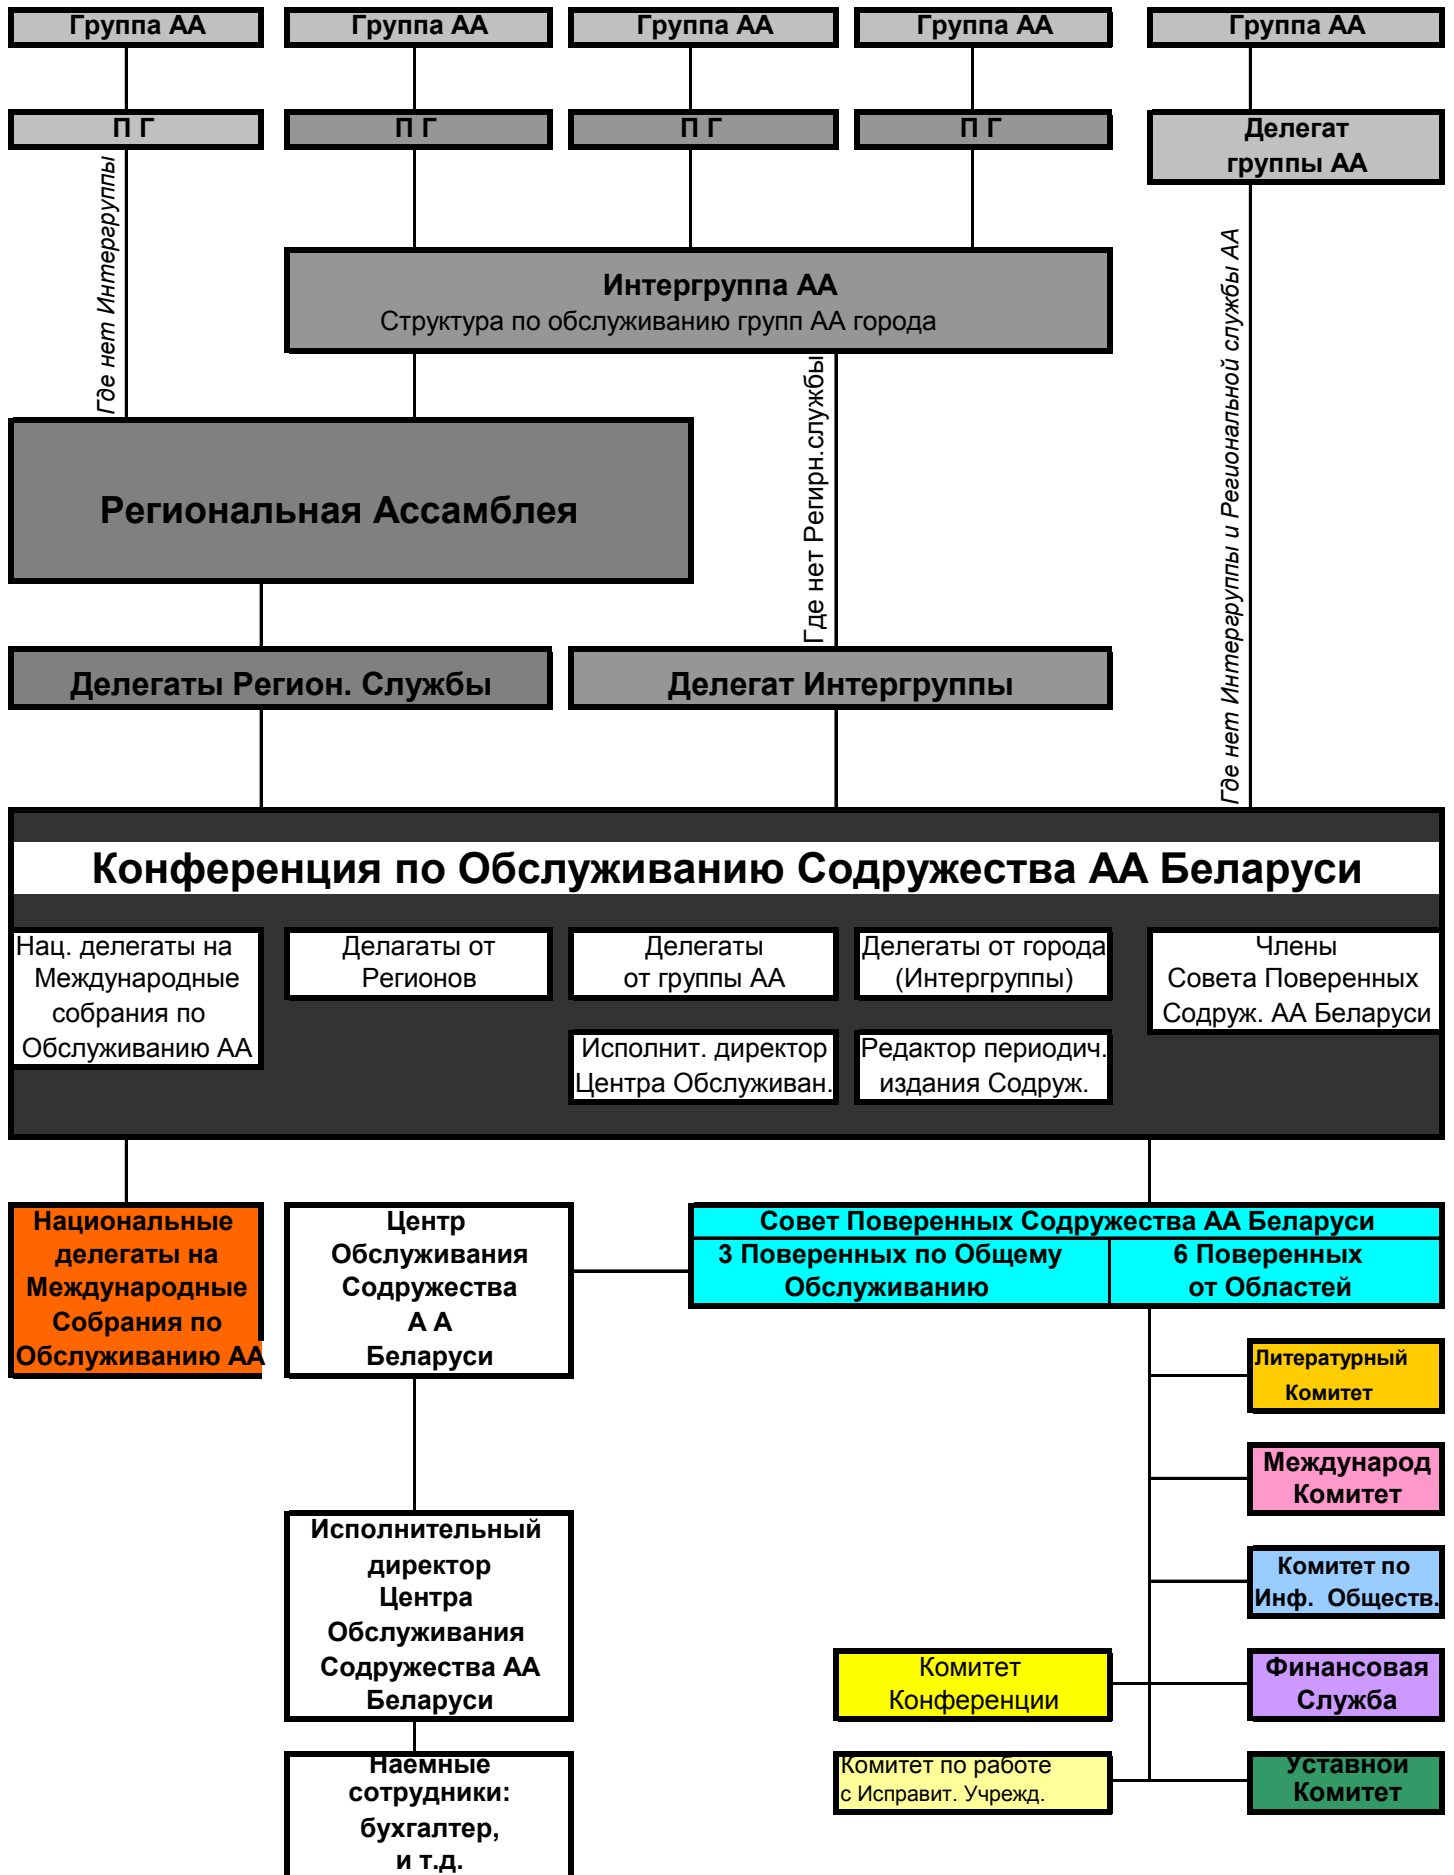 Группа АА
Группа АА
Группа АА
Группа АА
Группа АА
П Г
П Г
П Г
П Г
Делегат
группы АА
Где нет Интергруппы
Интергруппа АА
Структура по обслуживанию групп АА города
Где нет Регирн.службы
Где нет Интергруппы и Региональной службы АА
Региональная Ассамблея
Делегаты Регион. Службы
Делегат Интергруппы
Конференция по Обслуживанию Содружества АА Беларуси
Нац. делегаты на
Международные
собрания по
Обслуживанию АА
Делагаты от
Регионов
Делегаты
от группы АА
Делегаты от города
(Интергруппы)
Члены
Совета Поверенных
Содруж. АА Беларуси
Исполнит. директор
Центра Обслуживан.
Редактор периодич.
издания Содруж.
Национальные
делегаты на
Международные
Собрания по
Обслуживанию АА
Центр
Обслуживания
Содружества
А А
Беларуси
Совет Поверенных Содружества АА Беларуси
3 Поверенных по Общему
Обслуживанию
6 Поверенных
от Областей
Литературный
Комитет
Международ
Комитет
Исполнительный
директор
Центра
Обслуживания
Содружества АА
Беларуси
Комитет по
Инф. Обществ.
Комитет
Конференции
Финансовая
Служба
Наемные
сотрудники:
бухгалтер,
и т.д.
Комитет по работе
с Исправит. Учрежд.
Уставной
Комитет